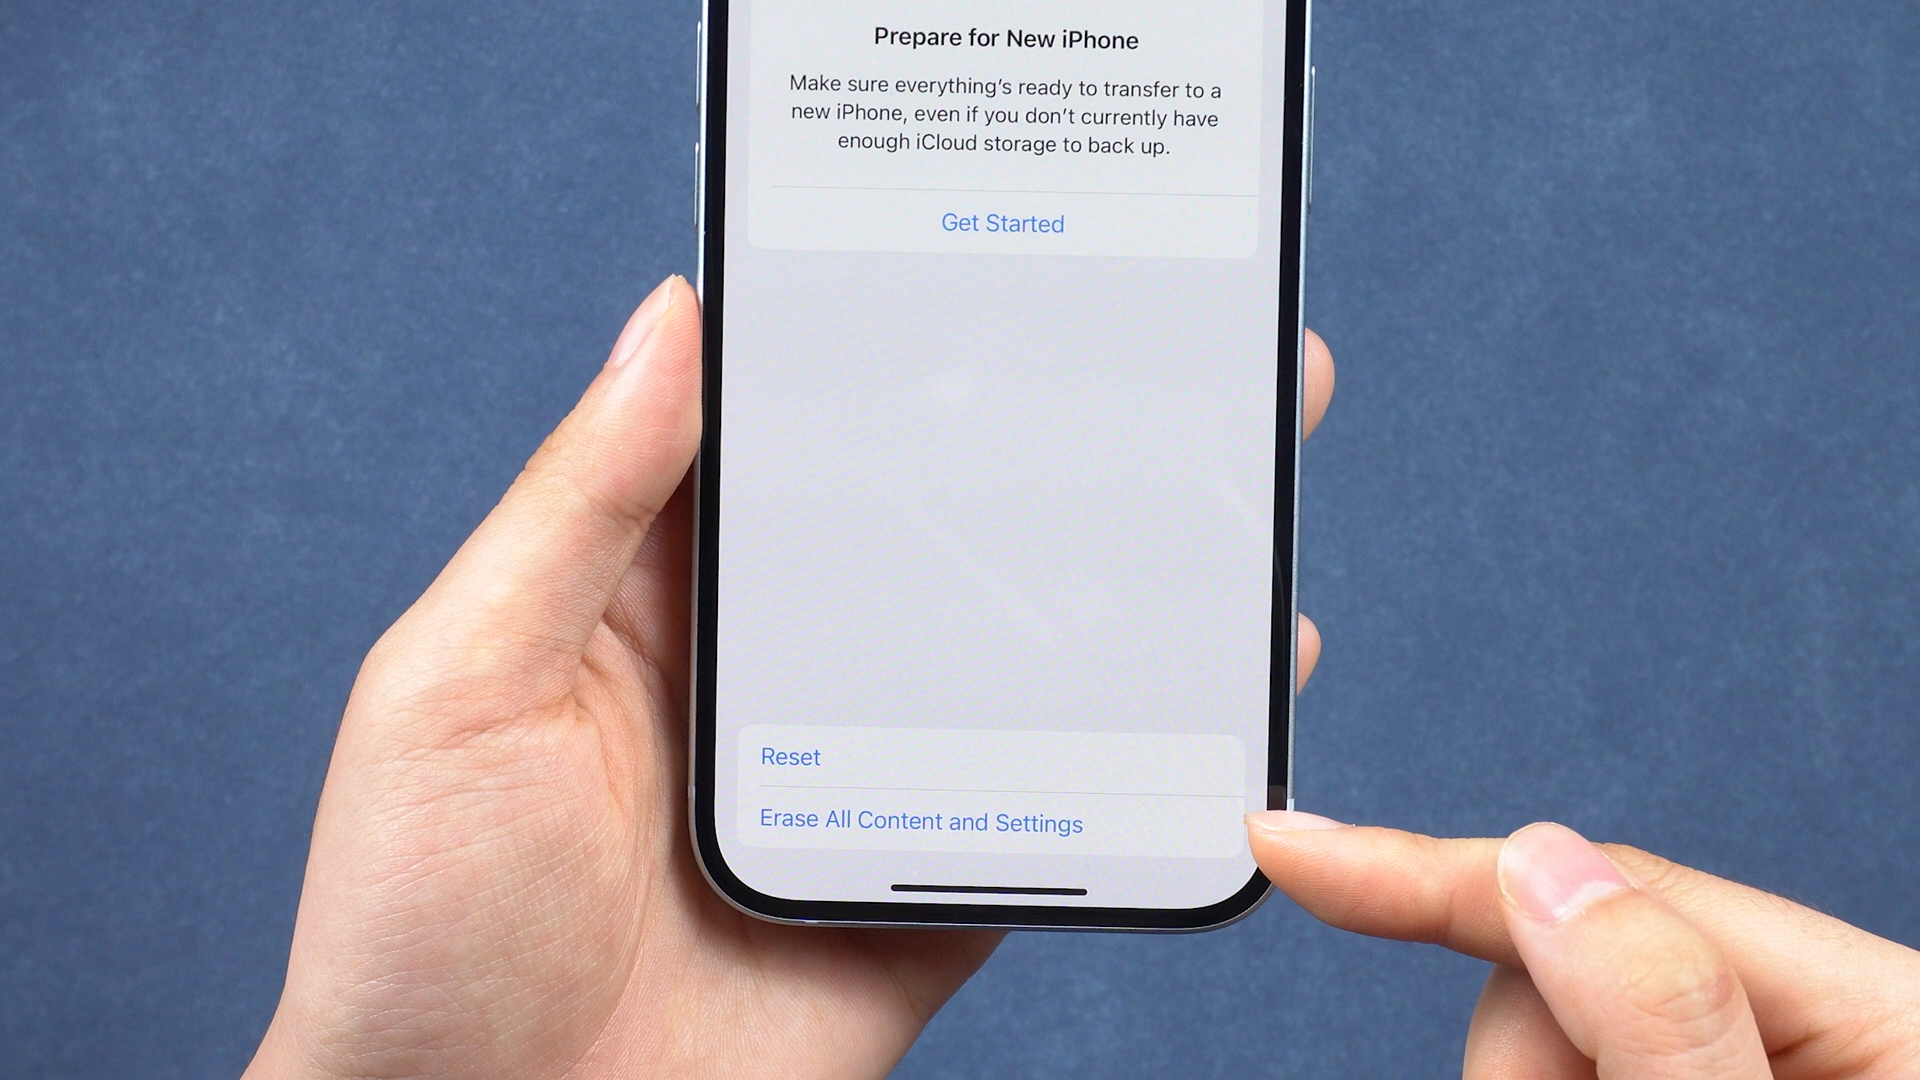 Prepare for New iPhone
Make sure everything’s ready to transfer to a
new iPhone, even if you don’t currently have
enough iCloud storage to back up.
Get Started
Reset
Erase All Content and Settings